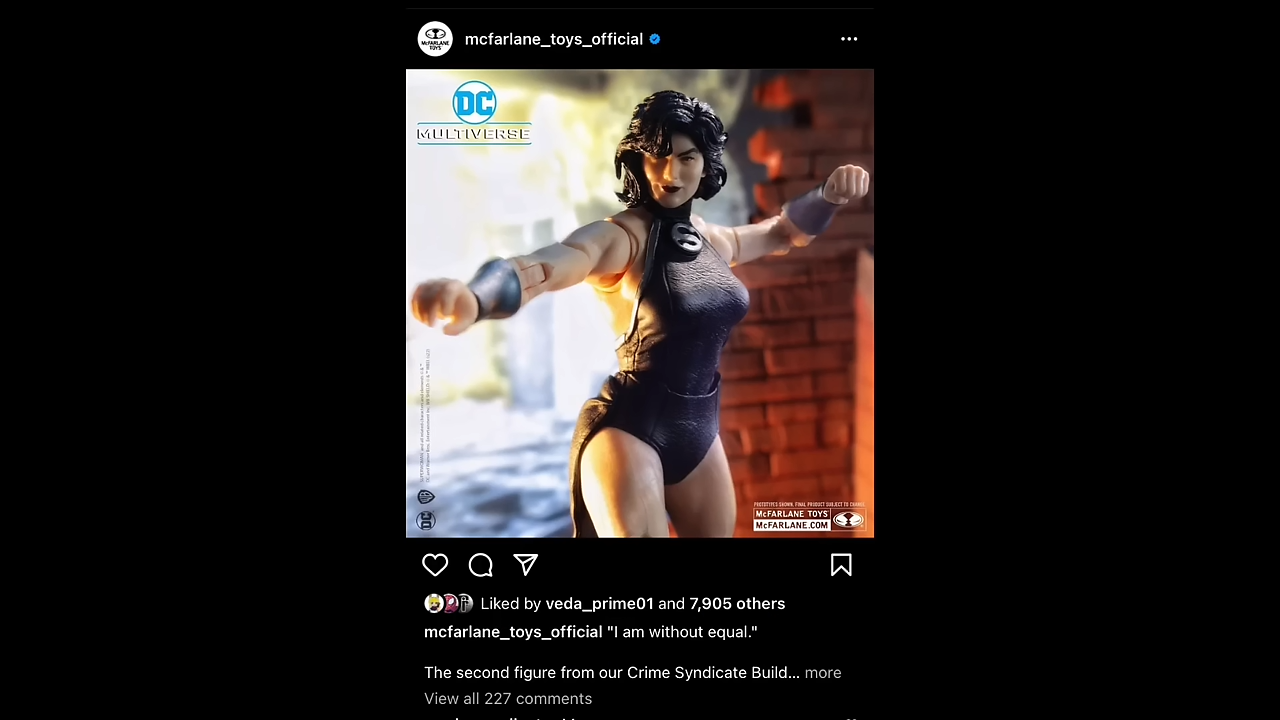 mcfarlane_toys_official
McFARLANE
TOYS
DC
MULTIVERSE
PROTOTYPES SHOWN. FINAL PRODUCT SUBJECT TO CHANGE.
McFARLANE TOYS
McFARLANE.COM
Liked by veda_prime01 and 7,905 others
mcfarlane_toys_official "I am without equal."
The second figure from our Crime Syndicate Build... more
View all 227 comments